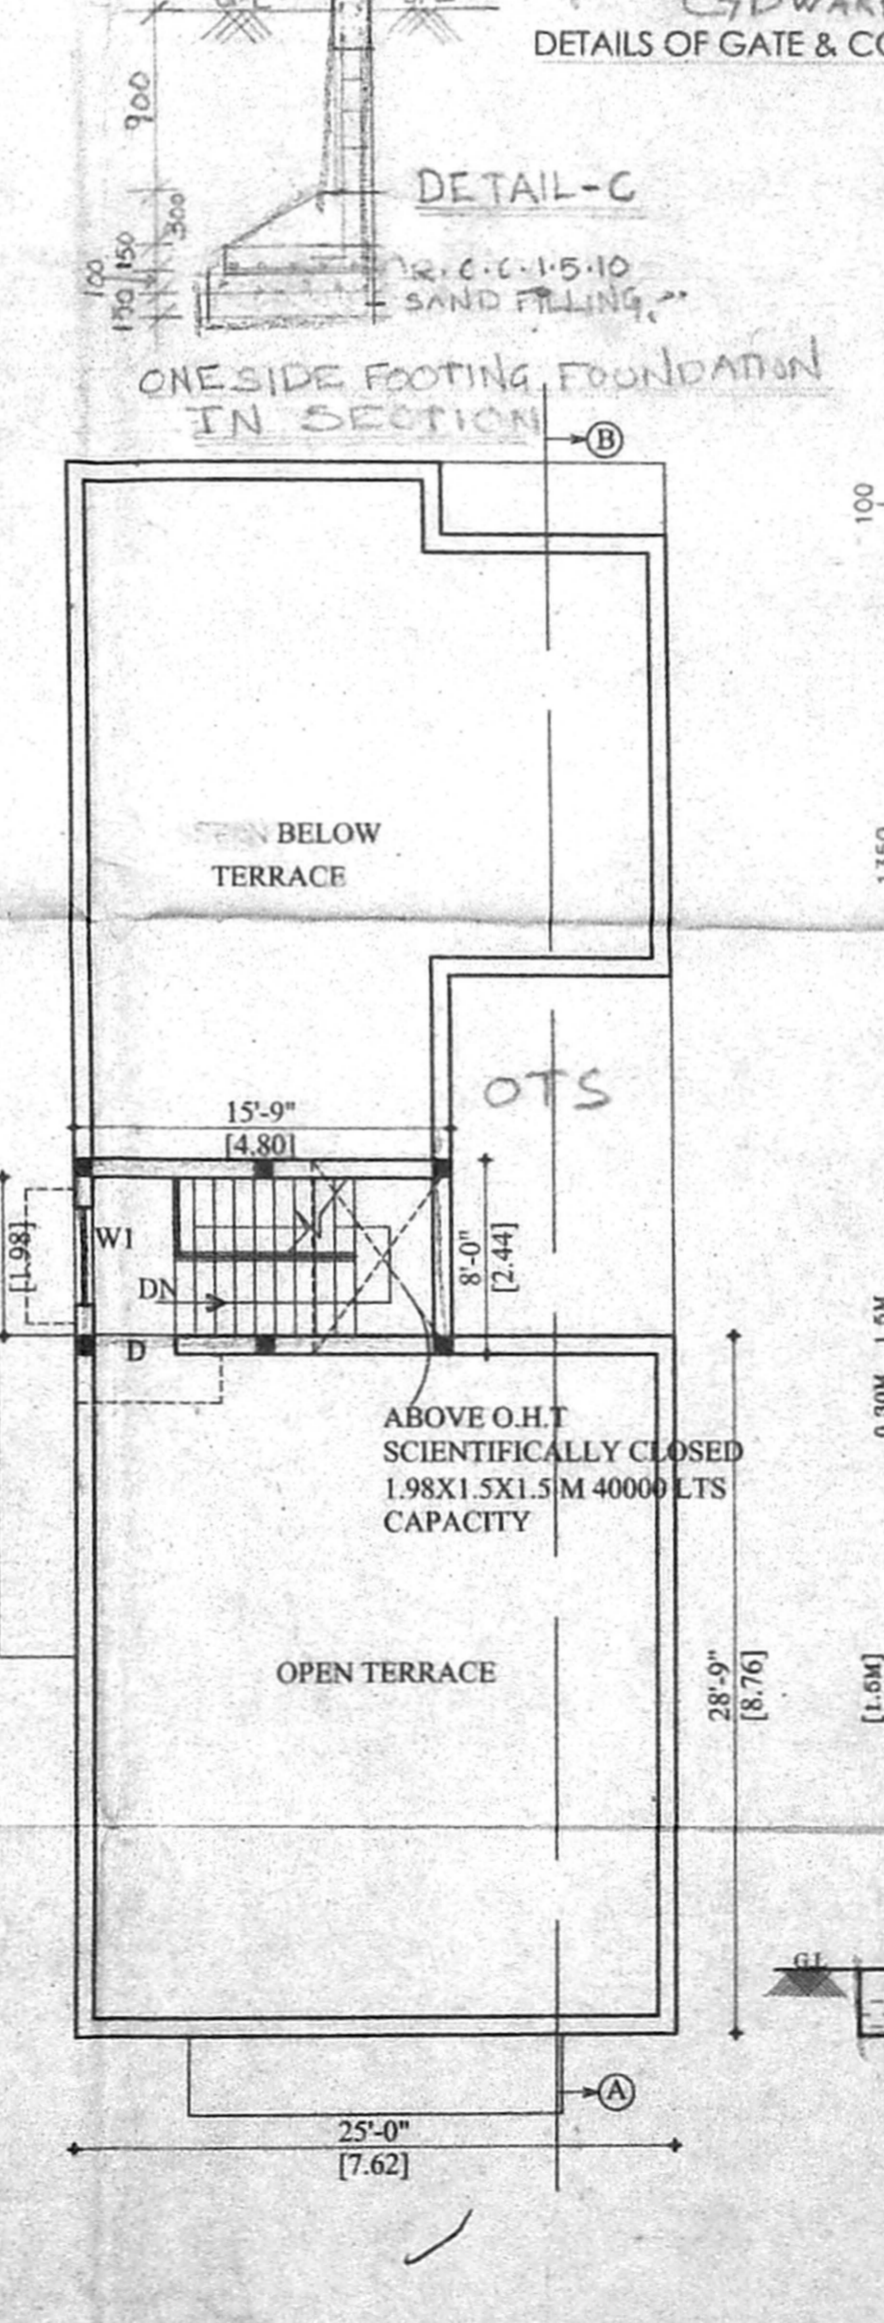 DETAILS OF GATE & CO
900
DETAIL-C
300
150
100
150
R.C.C.1.5.10
SAND FILLING
ONE SIDE FOOTING FOUNDATION
IN SECTION
B
100
BELOW
TERRACE
OTS
15'-9"
[4.80]
W1
[1.98]
8'-0"
[2.44]
DN
D
ABOVE O.H.T
SCIENTIFICALLY CLOSED
1.98X1.5X1.5 M 40000 LTS
CAPACITY
OPEN TERRACE
28'-9"
[8.76]
[1.5M]
G.L
A
25'-0"
[7.62]